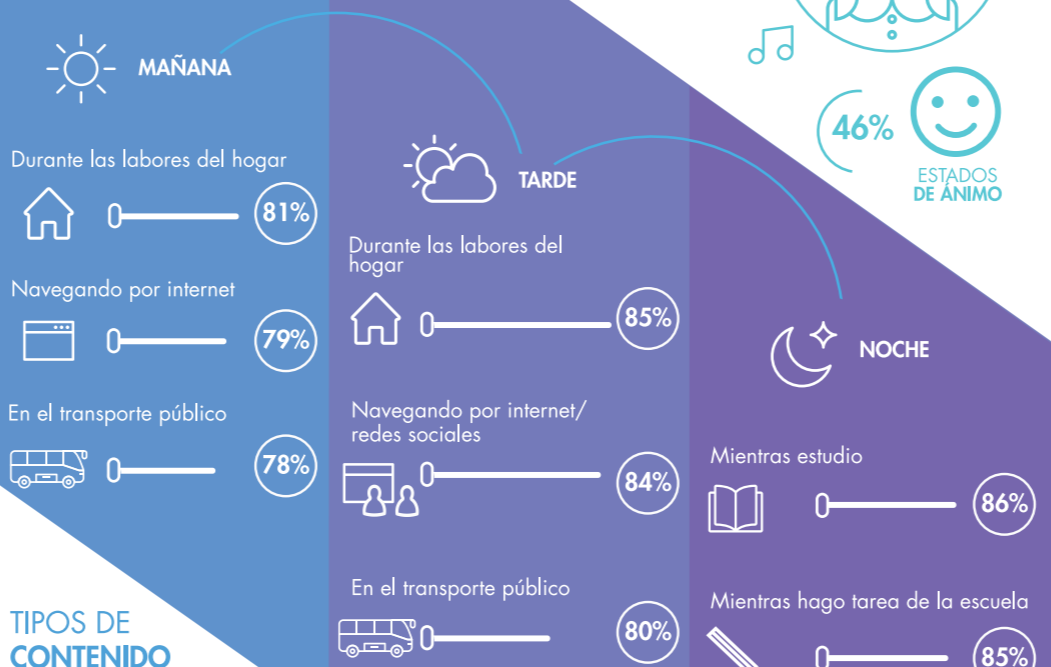 MAÑANA
Durante las labores del hogar
81%
Navegando por internet
79%
En el transporte público
78%
TARDE
Durante las labores del
hogar
85%
Navegando por internet/
redes sociales
84%
En el transporte público
80%
NOCHE
Mientras estudio
86%
Mientras hago tarea de la escuela
85%
46%
ESTADOS
DE ÁNIMO
TIPOS DE
CONTENIDO